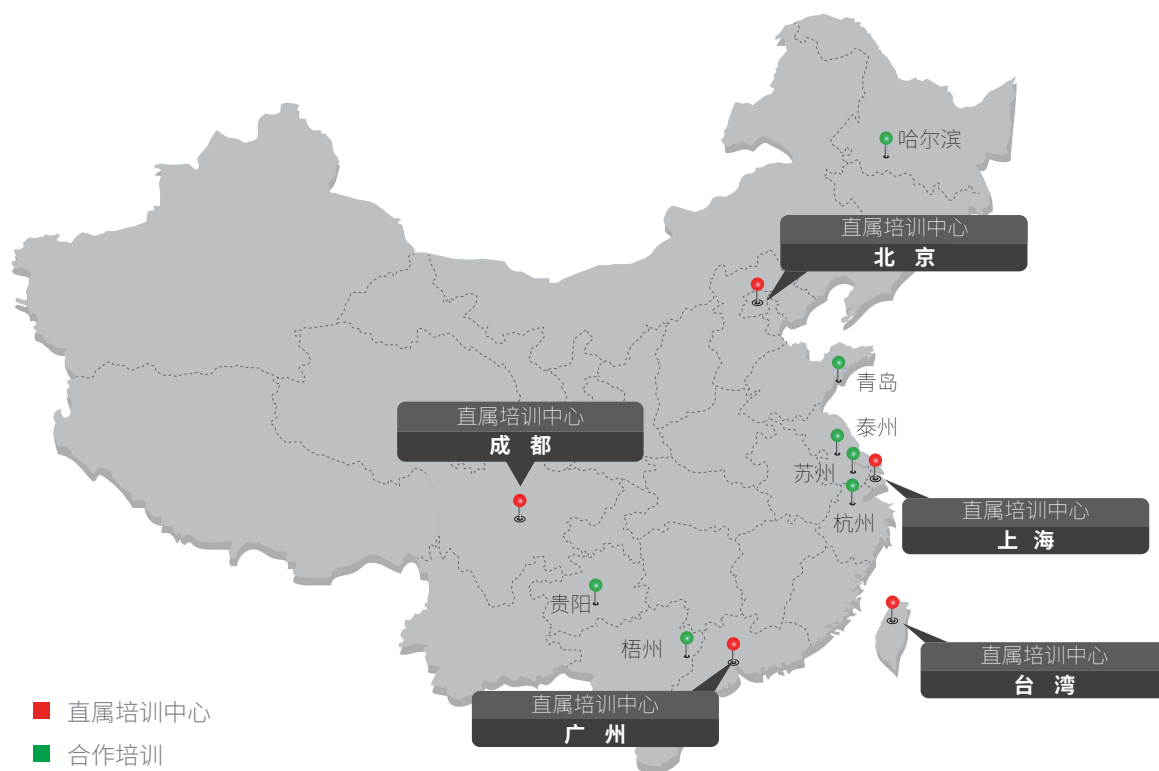 哈尔滨
直属培训中心
北 京
青岛
直属培训中心
成 都
泰州
苏州
直属培训中心
上 海
杭州
贵阳
梧州
直属培训中心
台 湾
直属培训中心
广 州
直属培训中心
合作培训